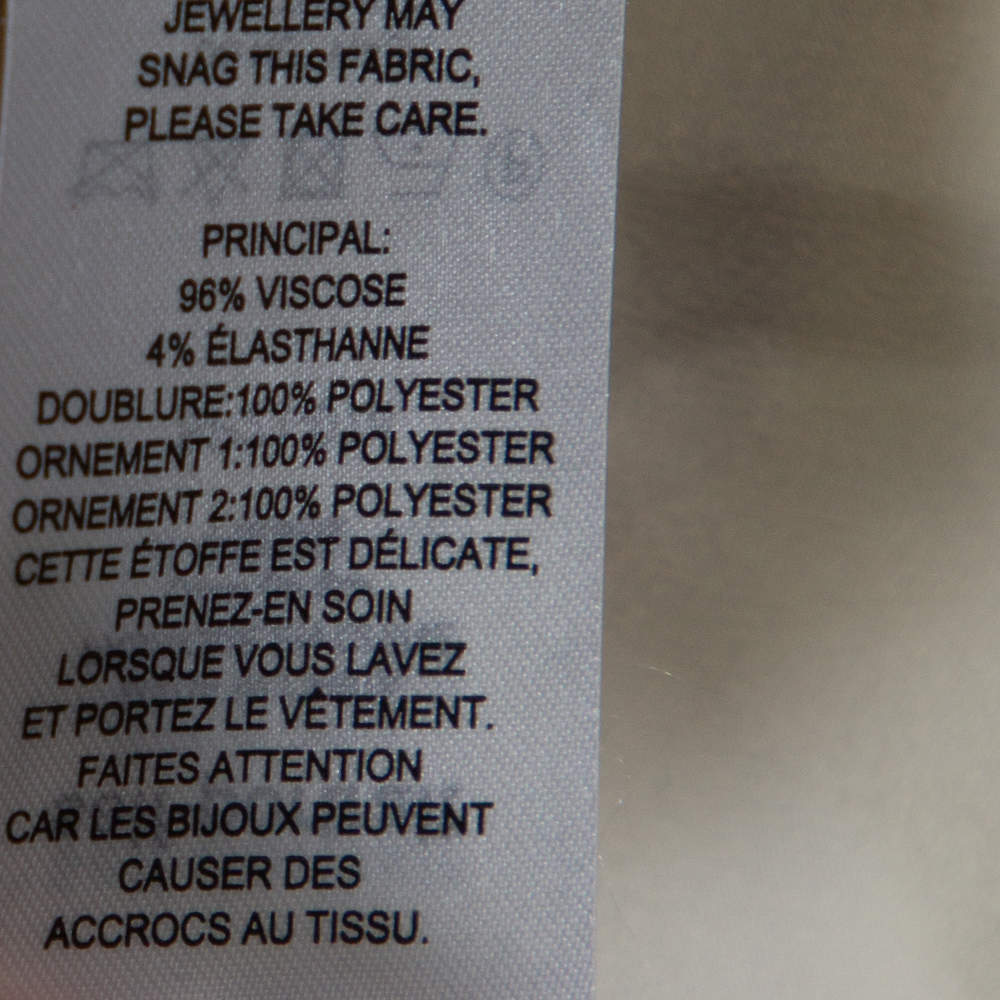 JEWELLERY MAY
SNAG THIS FABRIC,
PLEASE TAKE CARE.
PRINCIPAL:
96% VISCOSE
4% ÉLASTHANNE
DOUBLURE:100% POLYESTER
ORNEMENT 1:100% POLYESTER
ORNEMENT 2:100% POLYESTER
CETTE ÉTOFFE EST DÉLICATE,
PRENEZ-EN SOIN
LORSQUE VOUS LAVEZ
ET PORTEZ LE VÊTEMENT.
FAITES ATTENTION
CAR LES BIJOUX PEUVENT
CAUSER DES
ACCROCS AU TISSU.